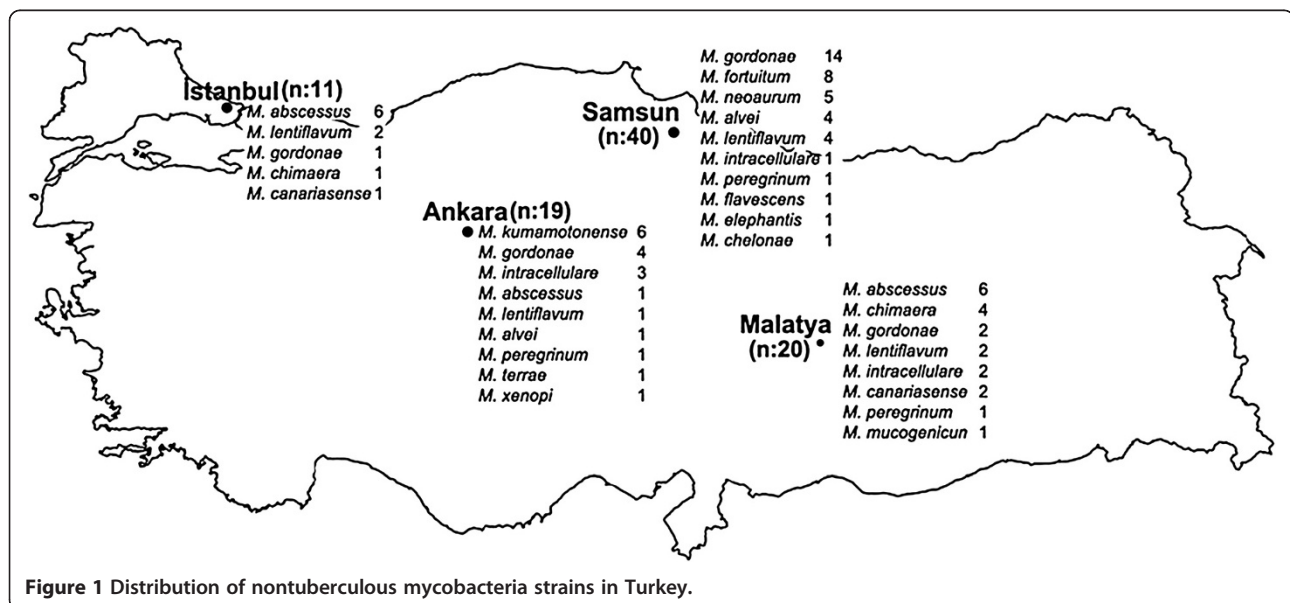 İstanbul (n:11)
M. abscessus 6
M. lentiflavum 2
M. gordonae 1
M. chimaera 1
M. canariasense 1
Samsun
(n:40)
M. gordonae 14
M. fortuitum 8
M. neoaurum 5
M. alvei 4
M. lentiflavum 4
M. intracellulare 1
M. peregrinum 1
M. flavescens 1
M. elephantis 1
M. chelonae 1
Ankara (n:19)
M. kumamotonense 6
M. gordonae 4
M. intracellulare 3
M. abscessus 1
M. lentiflavum 1
M. alvei 1
M. peregrinum 1
M. terrae 1
M. xenopi 1
Malatya
(n:20)
M. abscessus 6
M. chimaera 4
M. gordonae 2
M. lentiflavum 2
M. intracellulare 2
M. canariasense 2
M. peregrinum 1
M. mucogenicun 1
Figure 1 Distribution of nontuberculous mycobacteria strains in Turkey.